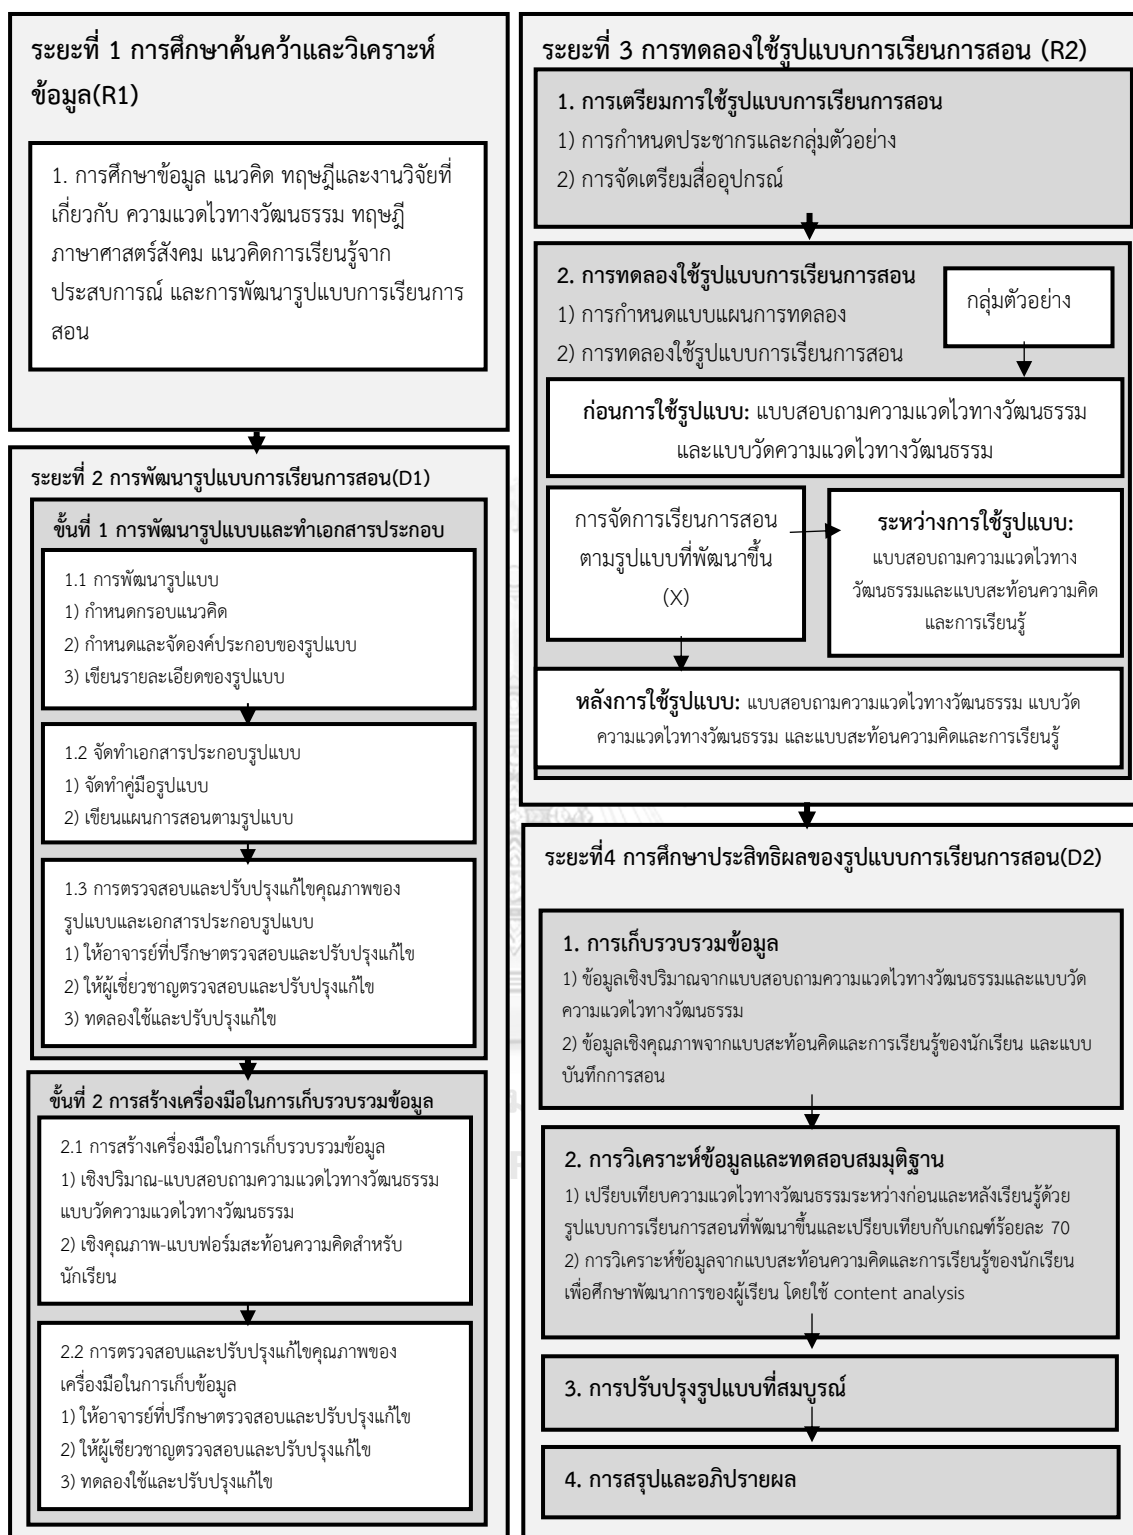 ระยะที่ 1 การศึกษาค้นคว้าและวิเคราะห์
ข้อมูล(R1)
1. การศึกษาข้อมูล แนวคิด ทฤษฎีและงานวิจัยที่
เกี่ยวกับ ความแวดไวทางวัฒนธรรม ทฤษฎี
ภาษาศาสตร์สังคม แนวคิดการเรียนรู้จาก
ประสบการณ์ และการพัฒนารูปแบบการเรียนการ
สอน
ระยะที่ 2 การพัฒนารูปแบบการเรียนการสอน(D1)
ขั้นที่ 1 การพัฒนารูปแบบและทำเอกสารประกอบ
1.1 การพัฒนารูปแบบ
1) กำหนดกรอบแนวคิด
2) กำหนดและจัดองค์ประกอบของรูปแบบ
3) เขียนรายละเอียดของรูปแบบ
1.2 จัดทำเอกสารประกอบรูปแบบ
1) จัดทำคู่มือรูปแบบ
2) เขียนแผนการสอนตามรูปแบบ
1.3 การตรวจสอบและปรับปรุงแก้ไขคุณภาพของ
รูปแบบและเอกสารประกอบรูปแบบ
1) ให้อาจารย์ที่ปรึกษาตรวจสอบและปรับปรุงแก้ไข
2) ให้ผู้เชี่ยวชาญตรวจสอบและปรับปรุงแก้ไข
3) ทดลองใช้และปรับปรุงแก้ไข
ขั้นที่ 2 การสร้างเครื่องมือในการเก็บรวบรวมข้อมูล
2.1 การสร้างเครื่องมือในการเก็บรวบรวมข้อมูล
1) เชิงปริมาณ-แบบสอบถามความแวดไวทางวัฒนธรรม
แบบวัดความแวดไวทางวัฒนธรรม
2) เชิงคุณภาพ-แบบฟอร์มสะท้อนความคิดสำหรับ
นักเรียน
2.2 การตรวจสอบและปรับปรุงแก้ไขคุณภาพของ
เครื่องมือในการเก็บข้อมูล
1) ให้อาจารย์ที่ปรึกษาตรวจสอบและปรับปรุงแก้ไข
2) ให้ผู้เชี่ยวชาญตรวจสอบและปรับปรุงแก้ไข
3) ทดลองใช้และปรับปรุงแก้ไข
ระยะที่ 3 การทดลองใช้รูปแบบการเรียนการสอน (R2)
1. การเตรียมการใช้รูปแบบการเรียนการสอน
1) การกำหนดประชากรและกลุ่มตัวอย่าง
2) การจัดเตรียมสื่ออุปกรณ์
2. การทดลองใช้รูปแบบการเรียนการสอน
1) การกำหนดแบบแผนการทดลอง
2) การทดลองใช้รูปแบบการเรียนการสอน
กลุ่มตัวอย่าง
ก่อนการใช้รูปแบบ: แบบสอบถามความแวดไวทางวัฒนธรรม
และแบบวัดความแวดไวทางวัฒนธรรม
การจัดการเรียนการสอน
ตามรูปแบบที่พัฒนาขึ้น
(X)
ระหว่างการใช้รูปแบบ:
แบบสอบถามความแวดไวทาง
วัฒนธรรมและแบบสะท้อนความคิด
และการเรียนรู้
หลังการใช้รูปแบบ: แบบสอบถามความแวดไวทางวัฒนธรรม แบบวัด
ความแวดไวทางวัฒนธรรม และแบบสะท้อนความคิดและการเรียนรู้
ระยะที่4 การศึกษาประสิทธิผลของรูปแบบการเรียนการสอน(D2)
1. การเก็บรวบรวมข้อมูล
1) ข้อมูลเชิงปริมาณจากแบบสอบถามความแวดไวทางวัฒนธรรมและแบบวัด
ความแวดไวทางวัฒนธรรม
2) ข้อมูลเชิงคุณภาพจากแบบสะท้อนคิดและการเรียนรู้ของนักเรียน และแบบ
บันทึกการสอน
2. การวิเคราะห์ข้อมูลและทดสอบสมมุติฐาน
1) เปรียบเทียบความแวดไวทางวัฒนธรรมระหว่างก่อนและหลังเรียนรู้ด้วย
รูปแบบการเรียนการสอนที่พัฒนาขึ้นและเปรียบเทียบกับเกณฑ์ร้อยละ 70
2) การวิเคราะห์ข้อมูลจากแบบสะท้อนความคิดและการเรียนรู้ของนักเรียน
เพื่อศึกษาพัฒนาการของผู้เรียน โดยใช้ content analysis
3. การปรับปรุงรูปแบบที่สมบูรณ์
4. การสรุปและอภิปรายผล